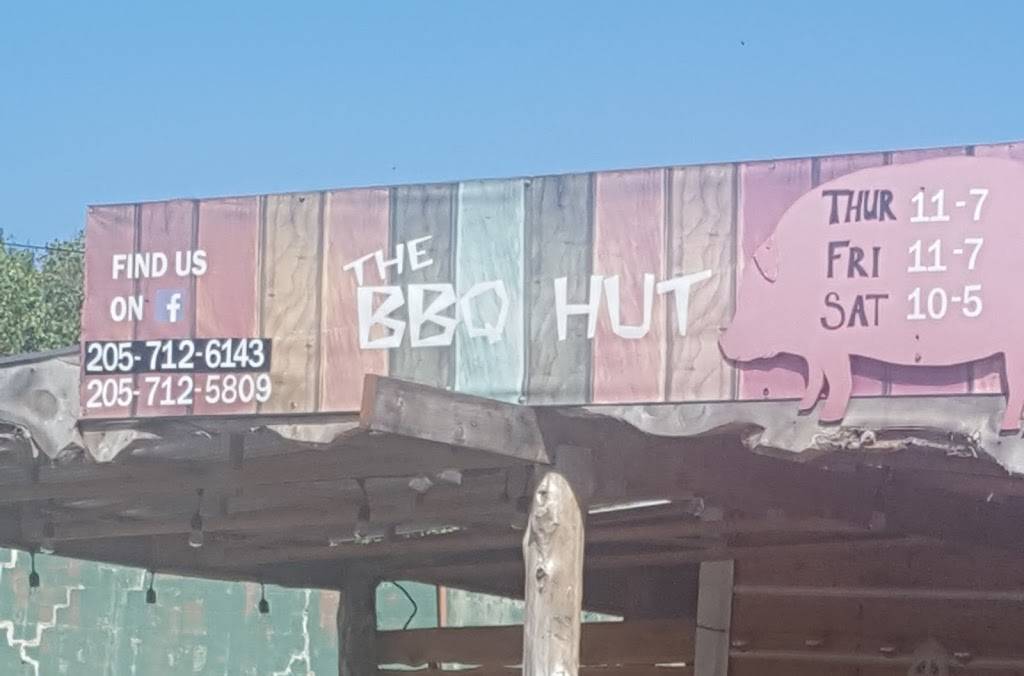 FIND US
ON f
205-712-6143
205-712-5809
THE
BBQ HUT
THUR 11-7
FRI 11-7
SAT 10-5